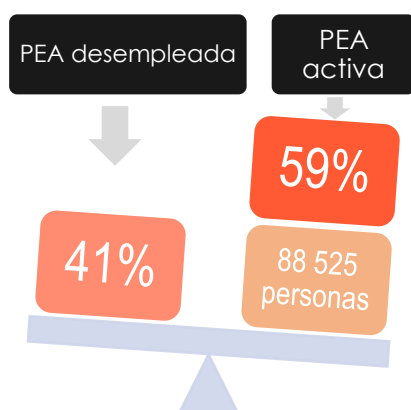 PEA desempleada
PEA
activa
59%
41%
88 525
personas